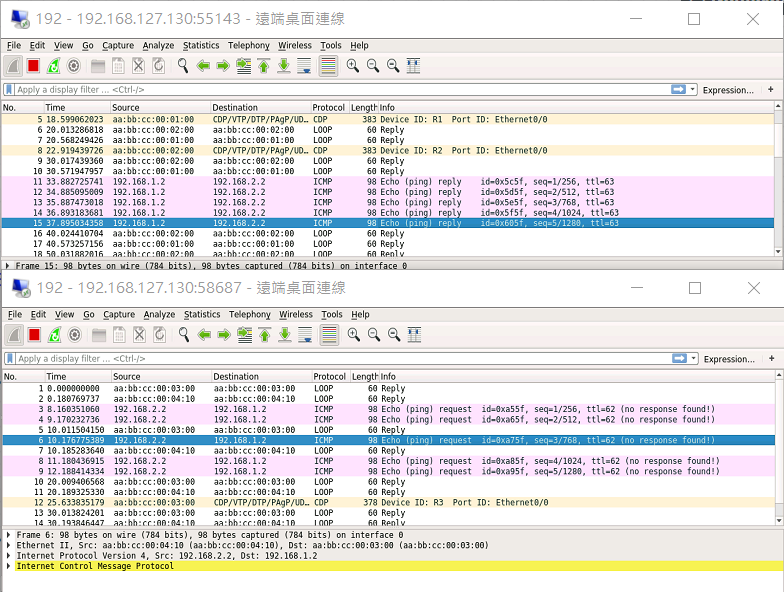 192 - 192.168.127.130:55143 - 遠端桌面連線
File Edit View Go Capture Analyze Statistics Telephony Wireless Tools Help
Apply a display filter ... <Ctrl-/> Expression... +
No. Time Source Destination Protocol Length Info
5 18.599062023 aa:bb:cc:00:01:00 CDP/VTP/DTP/PAgP/UD… CDP 383 Device ID: R1 Port ID: Ethernet0/0
6 20.013286818 aa:bb:cc:00:02:00 aa:bb:cc:00:02:00 LOOP 60 Reply
7 20.568249426 aa:bb:cc:00:01:00 aa:bb:cc:00:01:00 LOOP 60 Reply
8 22.919439726 aa:bb:cc:00:02:00 CDP/VTP/DTP/PAgP/UD… CDP 383 Device ID: R2 Port ID: Ethernet0/0
9 30.017439360 aa:bb:cc:00:02:00 aa:bb:cc:00:02:00 LOOP 60 Reply
10 30.571947957 aa:bb:cc:00:01:00 aa:bb:cc:00:01:00 LOOP 60 Reply
11 33.882725741 192.168.1.2 192.168.2.2 ICMP 98 Echo (ping) reply id=0x5c5f, seq=1/256, ttl=63
12 34.885095009 192.168.1.2 192.168.2.2 ICMP 98 Echo (ping) reply id=0x5d5f, seq=2/512, ttl=63
13 35.887473018 192.168.1.2 192.168.2.2 ICMP 98 Echo (ping) reply id=0x5e5f, seq=3/768, ttl=63
14 36.893183681 192.168.1.2 192.168.2.2 ICMP 98 Echo (ping) reply id=0x5f5f, seq=4/1024, ttl=63
15 37.895034358 192.168.1.2 192.168.2.2 ICMP 98 Echo (ping) reply id=0x605f, seq=5/1280, ttl=63
16 40.024410704 aa:bb:cc:00:02:00 aa:bb:cc:00:02:00 LOOP 60 Reply
17 40.573257156 aa:bb:cc:00:01:00 aa:bb:cc:00:01:00 LOOP 60 Reply
18 50.031882016 aa:bb:cc:00:02:00 aa:bb:cc:00:02:00 LOOP 60 Reply
Frame 15: 98 bytes on wire (784 bits), 98 bytes captured (784 bits) on interface 0
192 - 192.168.127.130:58687 - 遠端桌面連線
File Edit View Go Capture Analyze Statistics Telephony Wireless Tools Help
Apply a display filter ... <Ctrl-/> Expression... +
No. Time Source Destination Protocol Length Info
1 0.000000000 aa:bb:cc:00:03:00 aa:bb:cc:00:03:00 LOOP 60 Reply
2 0.180769737 aa:bb:cc:00:04:10 aa:bb:cc:00:04:10 LOOP 60 Reply
3 8.160351060 192.168.2.2 192.168.1.2 ICMP 98 Echo (ping) request id=0xa55f, seq=1/256, ttl=62 (no response found!)
4 9.170232736 192.168.2.2 192.168.1.2 ICMP 98 Echo (ping) request id=0xa65f, seq=2/512, ttl=62 (no response found!)
5 10.011504150 aa:bb:cc:00:03:00 aa:bb:cc:00:03:00 LOOP 60 Reply
6 10.176775389 192.168.2.2 192.168.1.2 ICMP 98 Echo (ping) request id=0xa75f, seq=3/768, ttl=62 (no response found!)
7 10.185283640 aa:bb:cc:00:04:10 aa:bb:cc:00:04:10 LOOP 60 Reply
8 11.180436915 192.168.2.2 192.168.1.2 ICMP 98 Echo (ping) request id=0xa85f, seq=4/1024, ttl=62 (no response found!)
9 12.188414334 192.168.2.2 192.168.1.2 ICMP 98 Echo (ping) request id=0xa95f, seq=5/1280, ttl=62 (no response found!)
10 20.009406568 aa:bb:cc:00:03:00 aa:bb:cc:00:03:00 LOOP 60 Reply
11 20.189325330 aa:bb:cc:00:04:10 aa:bb:cc:00:04:10 LOOP 60 Reply
12 25.633835179 aa:bb:cc:00:03:00 CDP/VTP/DTP/PAgP/UD… CDP 378 Device ID: R3 Port ID: Ethernet0/0
13 30.013824201 aa:bb:cc:00:03:00 aa:bb:cc:00:03:00 LOOP 60 Reply
14 30.193846447 aa:bb:cc:00:04:10 aa:bb:cc:00:04:10 LOOP 60 Reply
Frame 6: 98 bytes on wire (784 bits), 98 bytes captured (784 bits) on interface 0
Ethernet II, Src: aa:bb:cc:00:04:10 (aa:bb:cc:00:04:10), Dst: aa:bb:cc:00:03:00 (aa:bb:cc:00:03:00)
Internet Protocol Version 4, Src: 192.168.2.2, Dst: 192.168.1.2
Internet Control Message Protocol